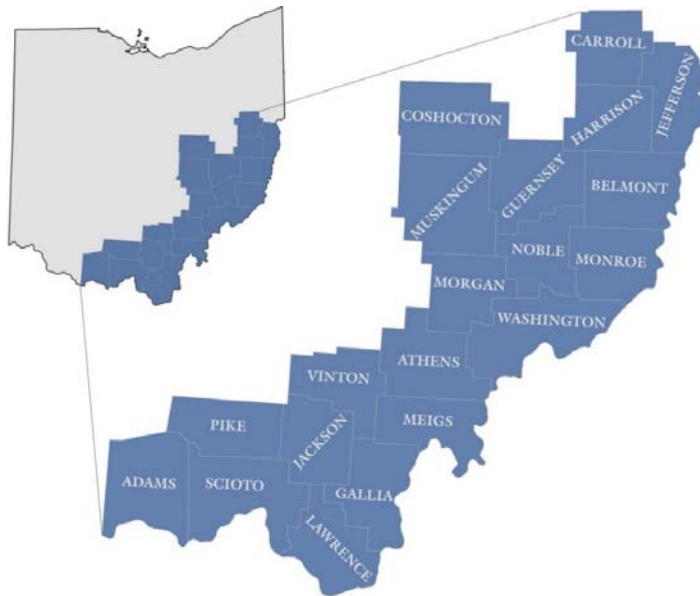 CARROLL
JEFFERSON
HARRISON
COSHOCTON
GUERNSEY
BELMONT
MUSKINGUM
NOBLE
MONROE
MORGAN
WASHINGTON
ATHENS
VINTON
MEIGS
PIKE
JACKSON
ADAMS
SCIOTO
GALLIA
LAWRENCE